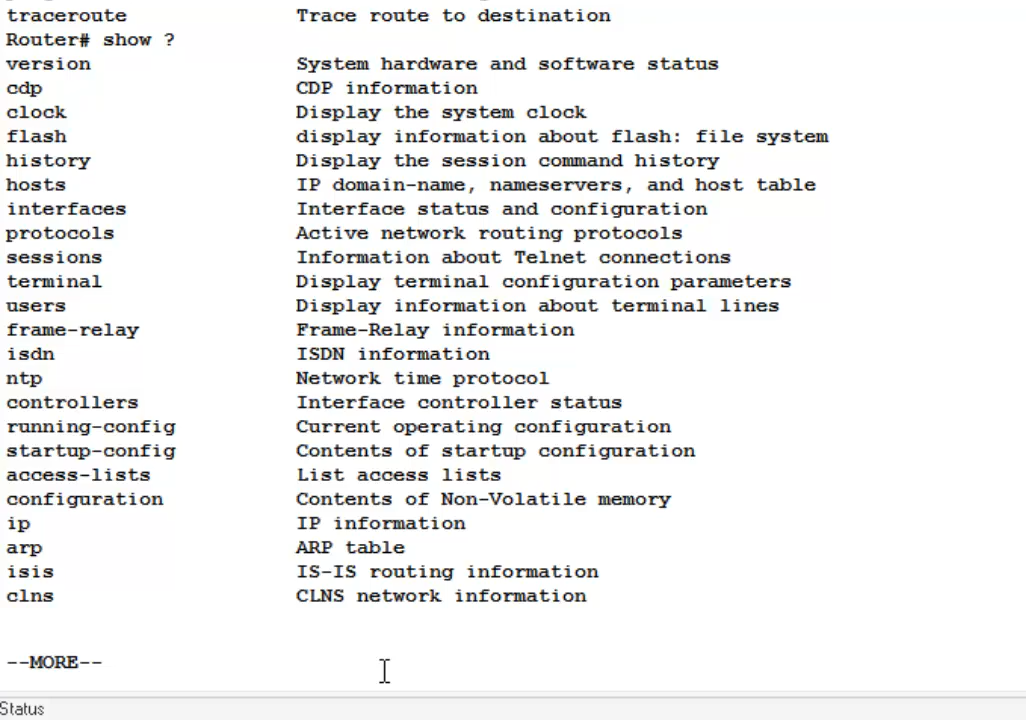 traceroute Trace route to destination
Router# show ?
version System hardware and software status
cdp CDP information
clock Display the system clock
flash display information about flash: file system
history Display the session command history
hosts IP domain-name, nameservers, and host table
interfaces Interface status and configuration
protocols Active network routing protocols
sessions Information about Telnet connections
terminal Display terminal configuration parameters
users Display information about terminal lines
frame-relay Frame-Relay information
isdn ISDN information
ntp Network time protocol
controllers Interface controller status
running-config Current operating configuration
startup-config Contents of startup configuration
access-lists List access lists
configuration Contents of Non-Volatile memory
ip IP information
arp ARP table
isis IS-IS routing information
clns CLNS network information
--MORE--
Status